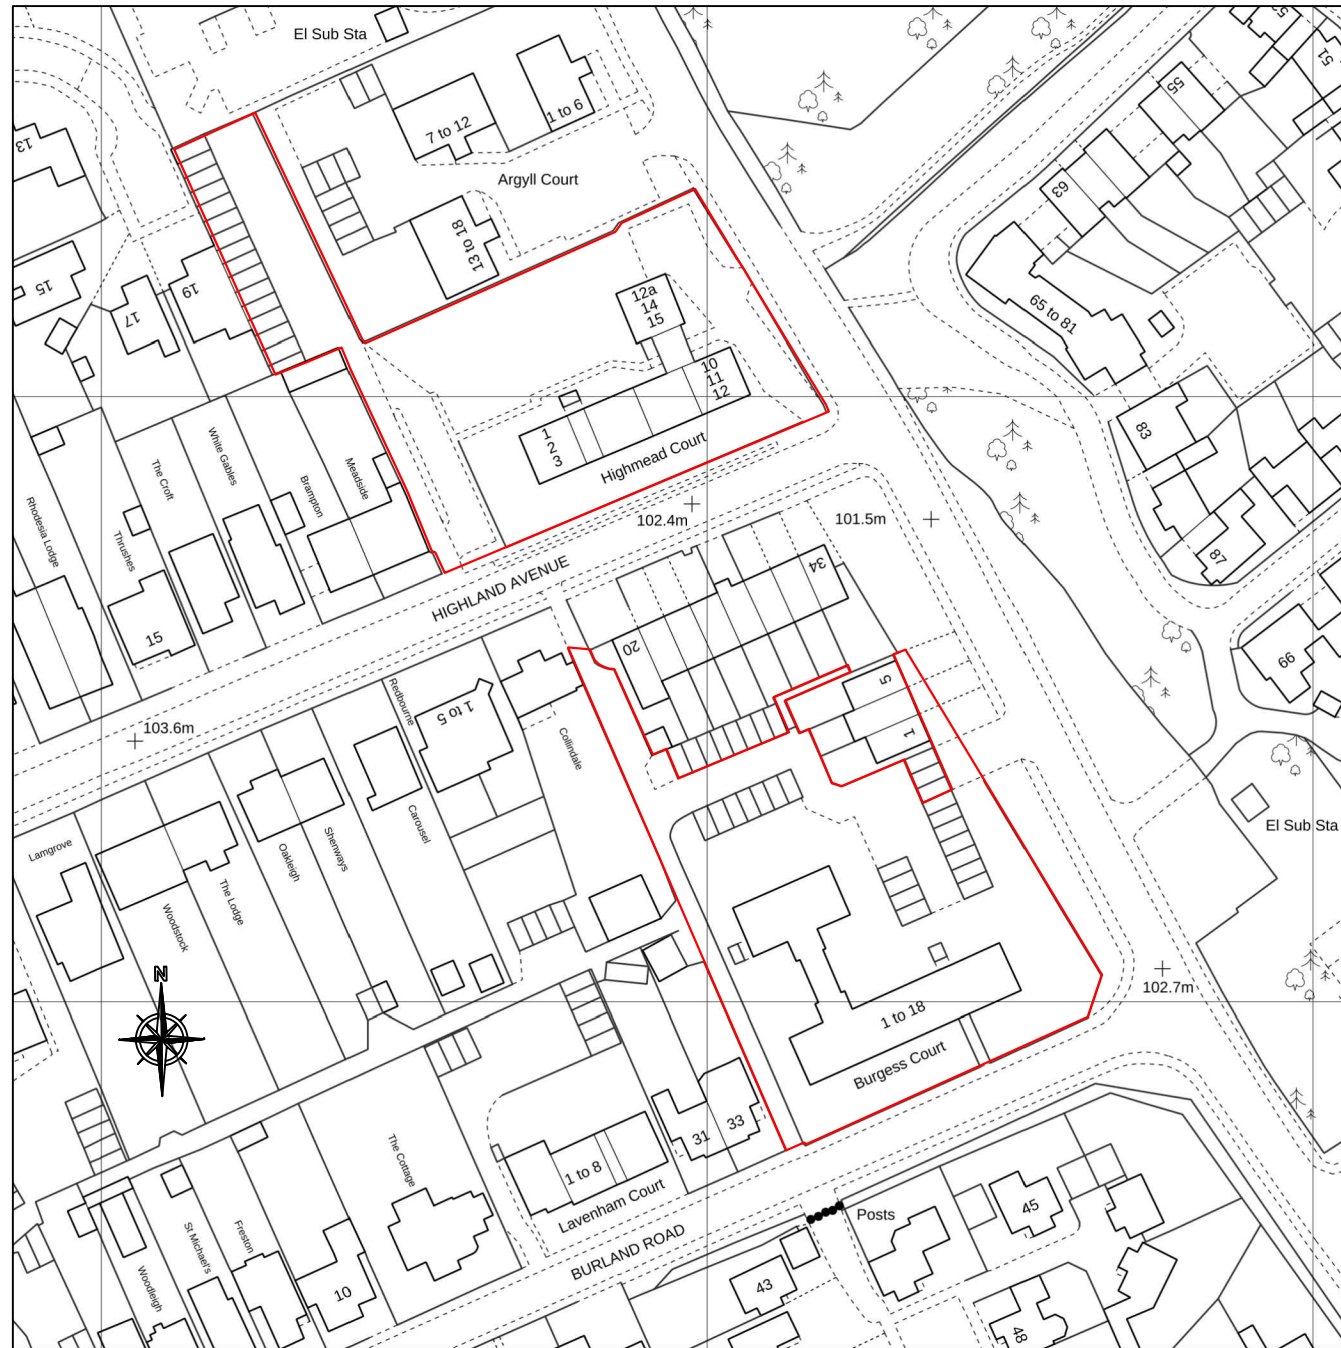 El Sub Sta
53
51
55
1 to 6
7 to 12
13
Argyll Court
63
13 to 18
15
19
17
12a
14
15
65 to 81
10
11
12
1
2
3
Highmead Court
83
White Gables
The Croft
Meadside
Brampton
Rhodesia Lodge
Thrushes
102.4m
101.5m
87
34
HIGHLAND AVENUE
15
20
99
5
Redbourne
1 to 5
103.6m
Collindale
1
Carousel
El Sub Sta
Lamgrove
Shenways
Oakleigh
The Lodge
Woodstock
N
102.7m
1 to 18
Burgess Court
31
33
The Cottage
1 to 8
Lavenham Court
45
Posts
BURLAND ROAD
St Michael's
Freston
Woodleigh
10
43
48